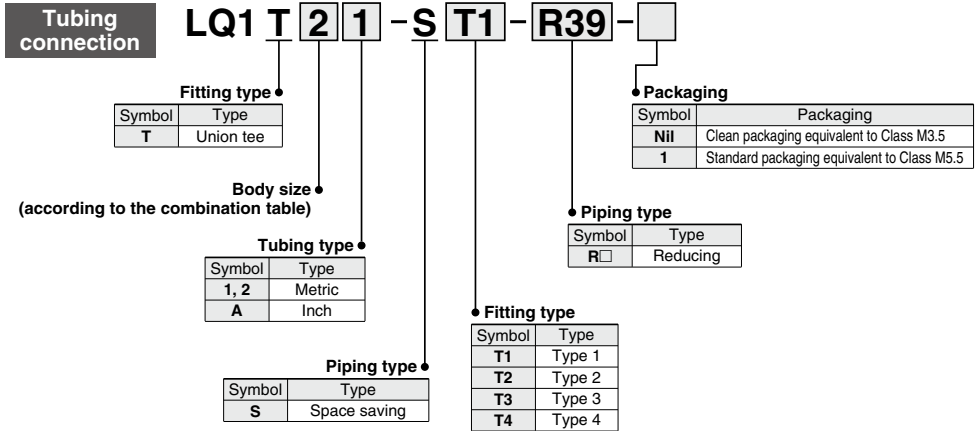 Tubing
connection
LQ1 T 2 1 - S T1 - R39 - □
Fitting type
Symbol Type
T Union tee
Body size
(according to the combination table)
Tubing type
Symbol Type
1, 2 Metric
A Inch
Piping type
Symbol Type
S Space saving
Fitting type
Symbol Type
T1 Type 1
T2 Type 2
T3 Type 3
T4 Type 4
Piping type
Symbol Type
R□ Reducing
Packaging
Symbol Packaging
Nil Clean packaging equivalent to Class M3.5
1 Standard packaging equivalent to Class M5.5